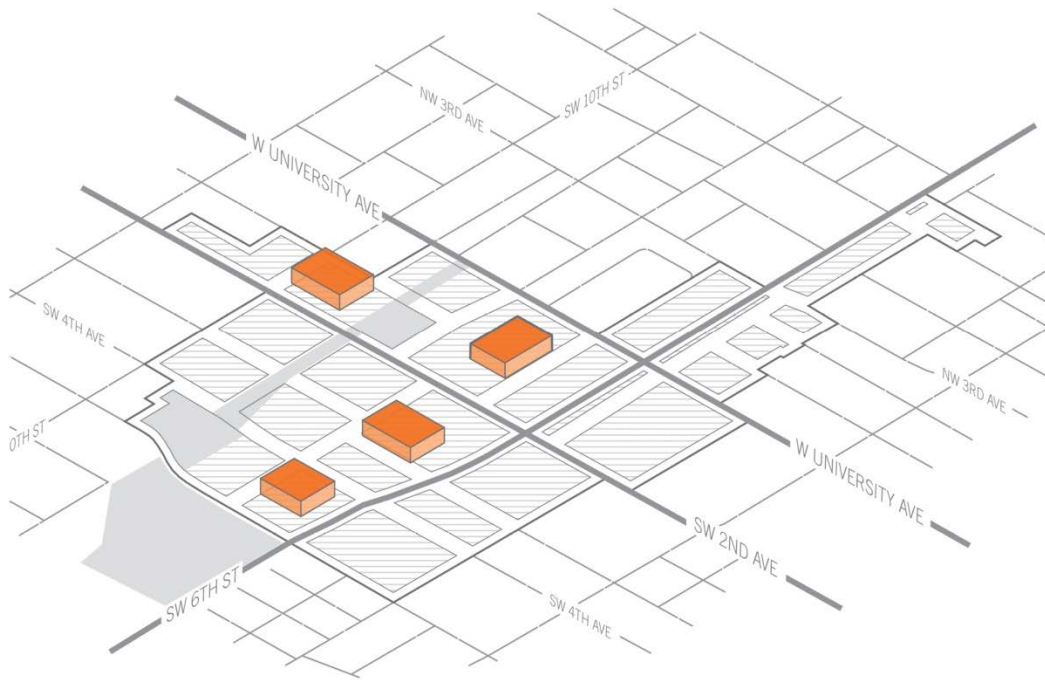 NW 3RD AVE
SW 10TH ST
W UNIVERSITY AVE
SW 4TH AVE
NW 3RD AVE
0TH ST
W UNIVERSITY AVE
SW 2ND AVE
SW 6TH ST
SW 4TH AVE